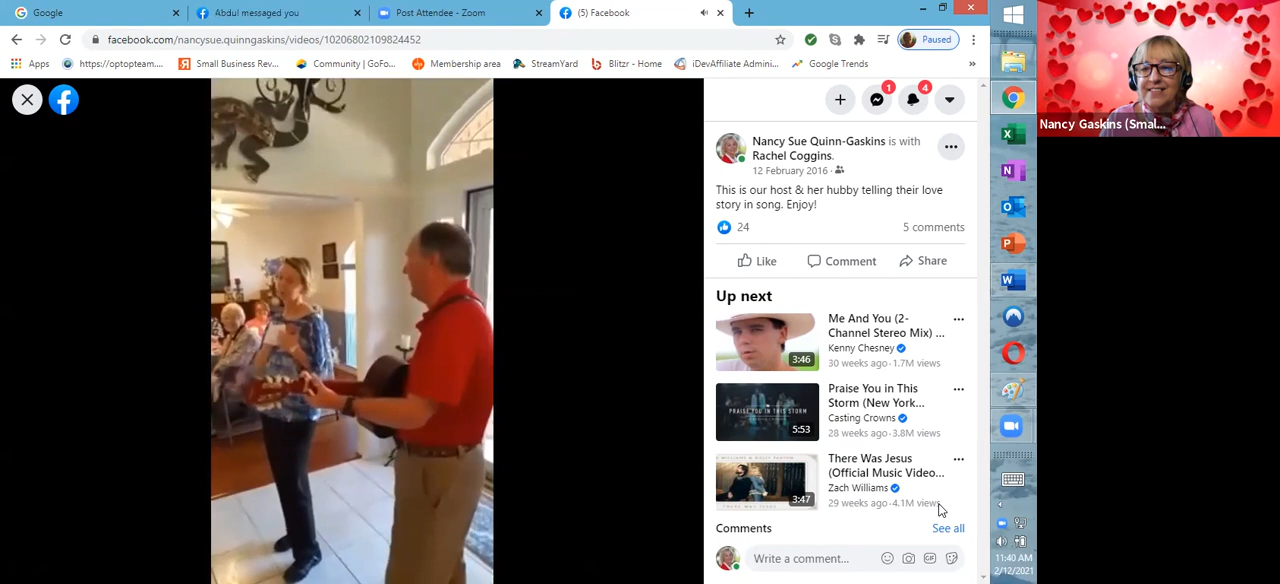 Google
Abdul messaged you
Post Attendee - Zoom
(5) Facebook
facebook.com/nancysue.quinngaskins/videos/10206802109824452
Paused
Apps
https://optopteam....
Small Business Rev...
Community | GoFo...
Membership area
StreamYard
Blitzr - Home
iDevAffiliate Admini...
Google Trends
»
1
4
Nancy Sue Quinn-Gaskins is with
Rachel Coggins.
12 February 2016 ·
This is our host & her hubby telling their love
story in song. Enjoy!
24
5 comments
Like
Comment
Share
Up next
Me And You (2-
Channel Stereo Mix) ...
Kenny Chesney
30 weeks ago · 1.7M views
3:46
Praise You in This
Storm (New York...
Casting Crowns
28 weeks ago · 3.8M views
PRAISE YOU IN THIS STORM
5:53
There Was Jesus
(Official Music Video...
Zach Williams
29 weeks ago · 4.1M views
3:47
Comments
See all
Write a comment...
GIF
Nancy Gaskins (Smal...
11:40 AM
2/12/2021